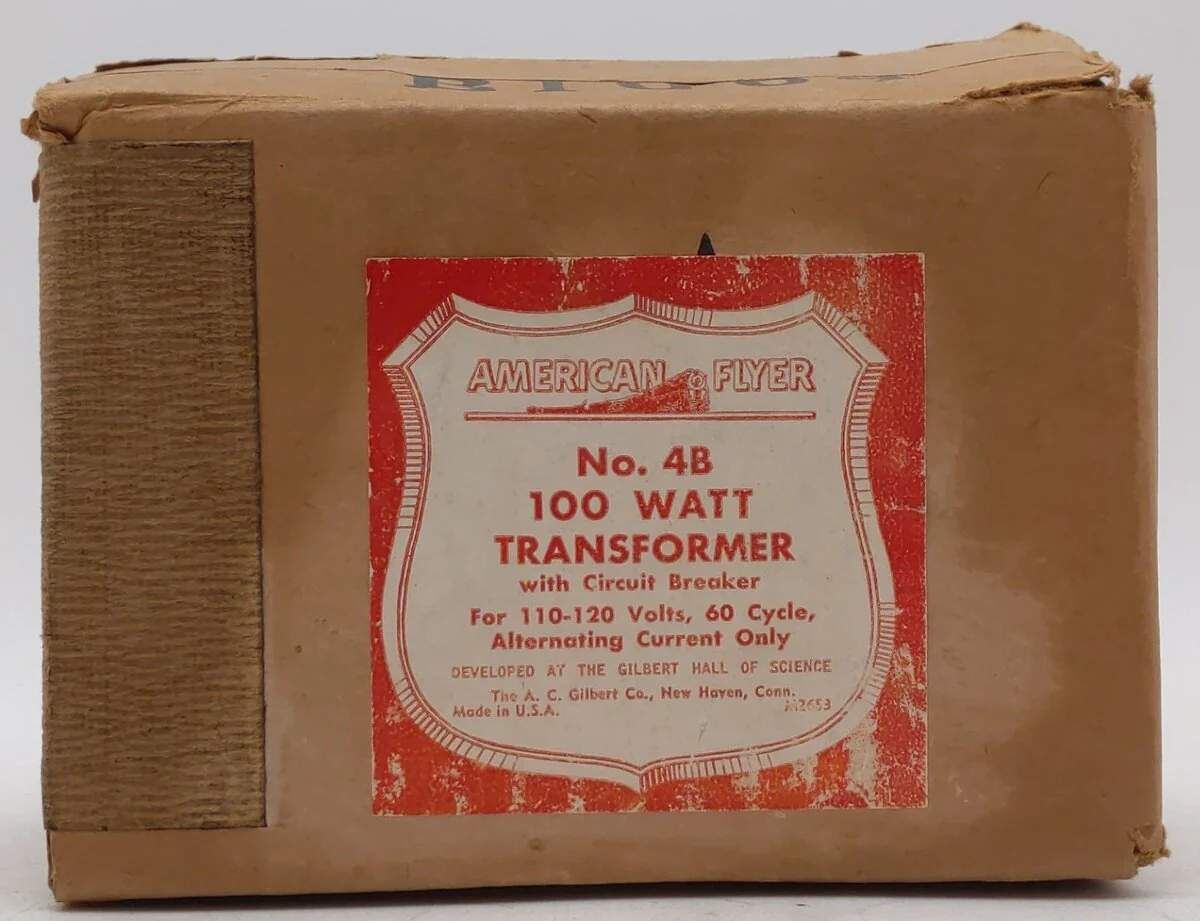 AMERICAN FLYER
No. 4B
100 WATT
TRANSFORMER
with Circuit Breaker
For 110-120 Volts, 60 Cycle,
Alternating Current Only
DEVELOPED AT THE GILBERT HALL OF SCIENCE
The A. C. Gilbert Co., New Haven, Conn.
Made in U.S.A. M2653